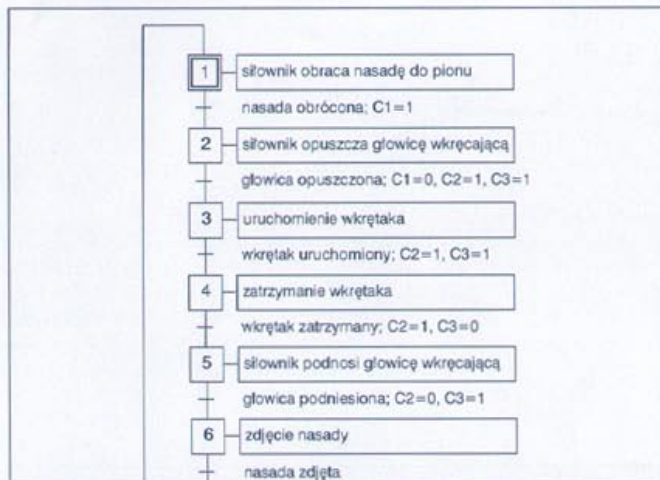 1 siłownik obraca nasadę do pionu
nasada obrócona; C1=1
2 siłownik opuszcza głowicę wkręcającą
głowica opuszczona; C1=0, C2=1, C3=1
3 uruchomienie wkrętaka
wkrętak uruchomiony; C2=1, C3=1
4 zatrzymanie wkrętaka
wkrętak zatrzymany; C2=1, C3=0
5 siłownik podnosi głowicę wkręcającą
głowica podniesiona; C2=0, C3=1
6 zdjęcie nasady
nasada zdjęta